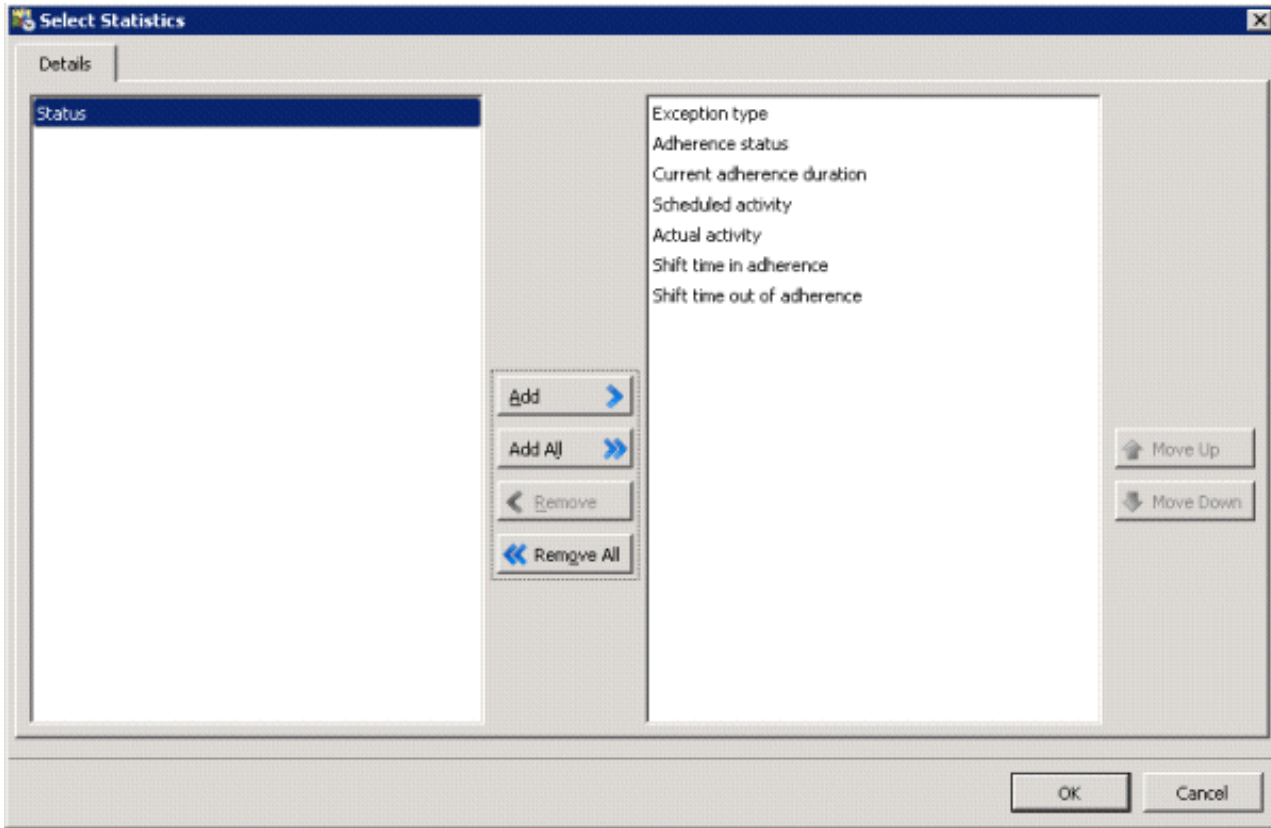 Select Statistics
Details
Status
Exception type
Adherence status
Current adherence duration
Scheduled activity
Actual activity
Shift time in adherence
Shift time out of adherence
Add
Add All
Remove
Remove All
Move Up
Move Down
OK
Cancel